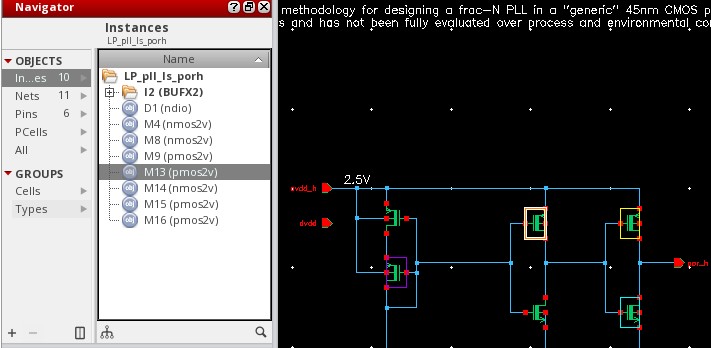 Navigator
Instances
LP_pll_ls_porh
OBJECTS
In...es 10
Nets 11
Pins 6
PCells
All
GROUPS
Cells
Types
Name
LP_pll_ls_porh
I2 (BUFX2)
D1 (ndio)
M4 (nmos2v)
M8 (nmos2v)
M9 (pmos2v)
M13 (pmos2v)
M14 (nmos2v)
M15 (pmos2v)
M16 (pmos2v)
methodology for designing a frac-N PLL in a "generic" 45nm CMOS p
s and has not been fully evaluated over process and environmental co
2.5V
vdd_h
dvdd
por_h